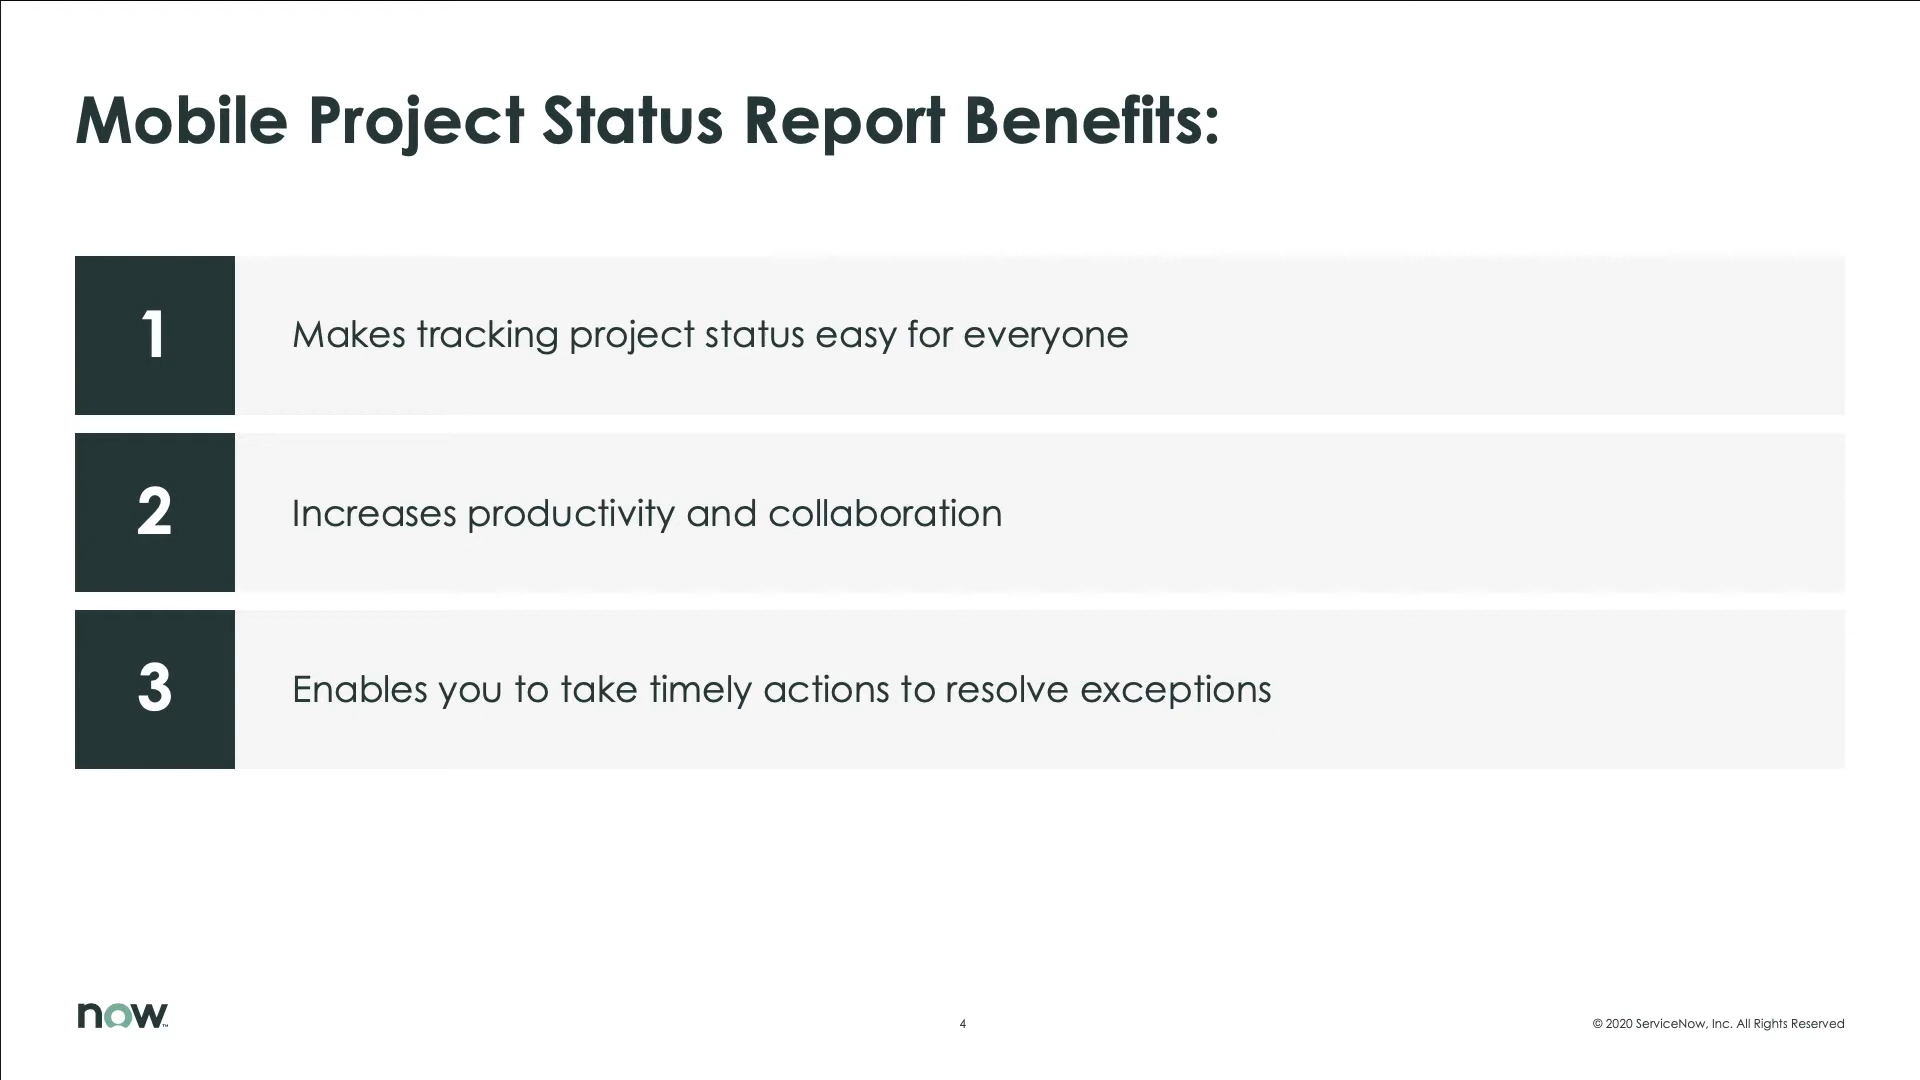 Mobile Project Status Report Benefits:
1
Makes tracking project status easy for everyone
2
Increases productivity and collaboration
3
Enables you to take timely actions to resolve exceptions
now™
4
© 2020 ServiceNow, Inc. All Rights Reserved